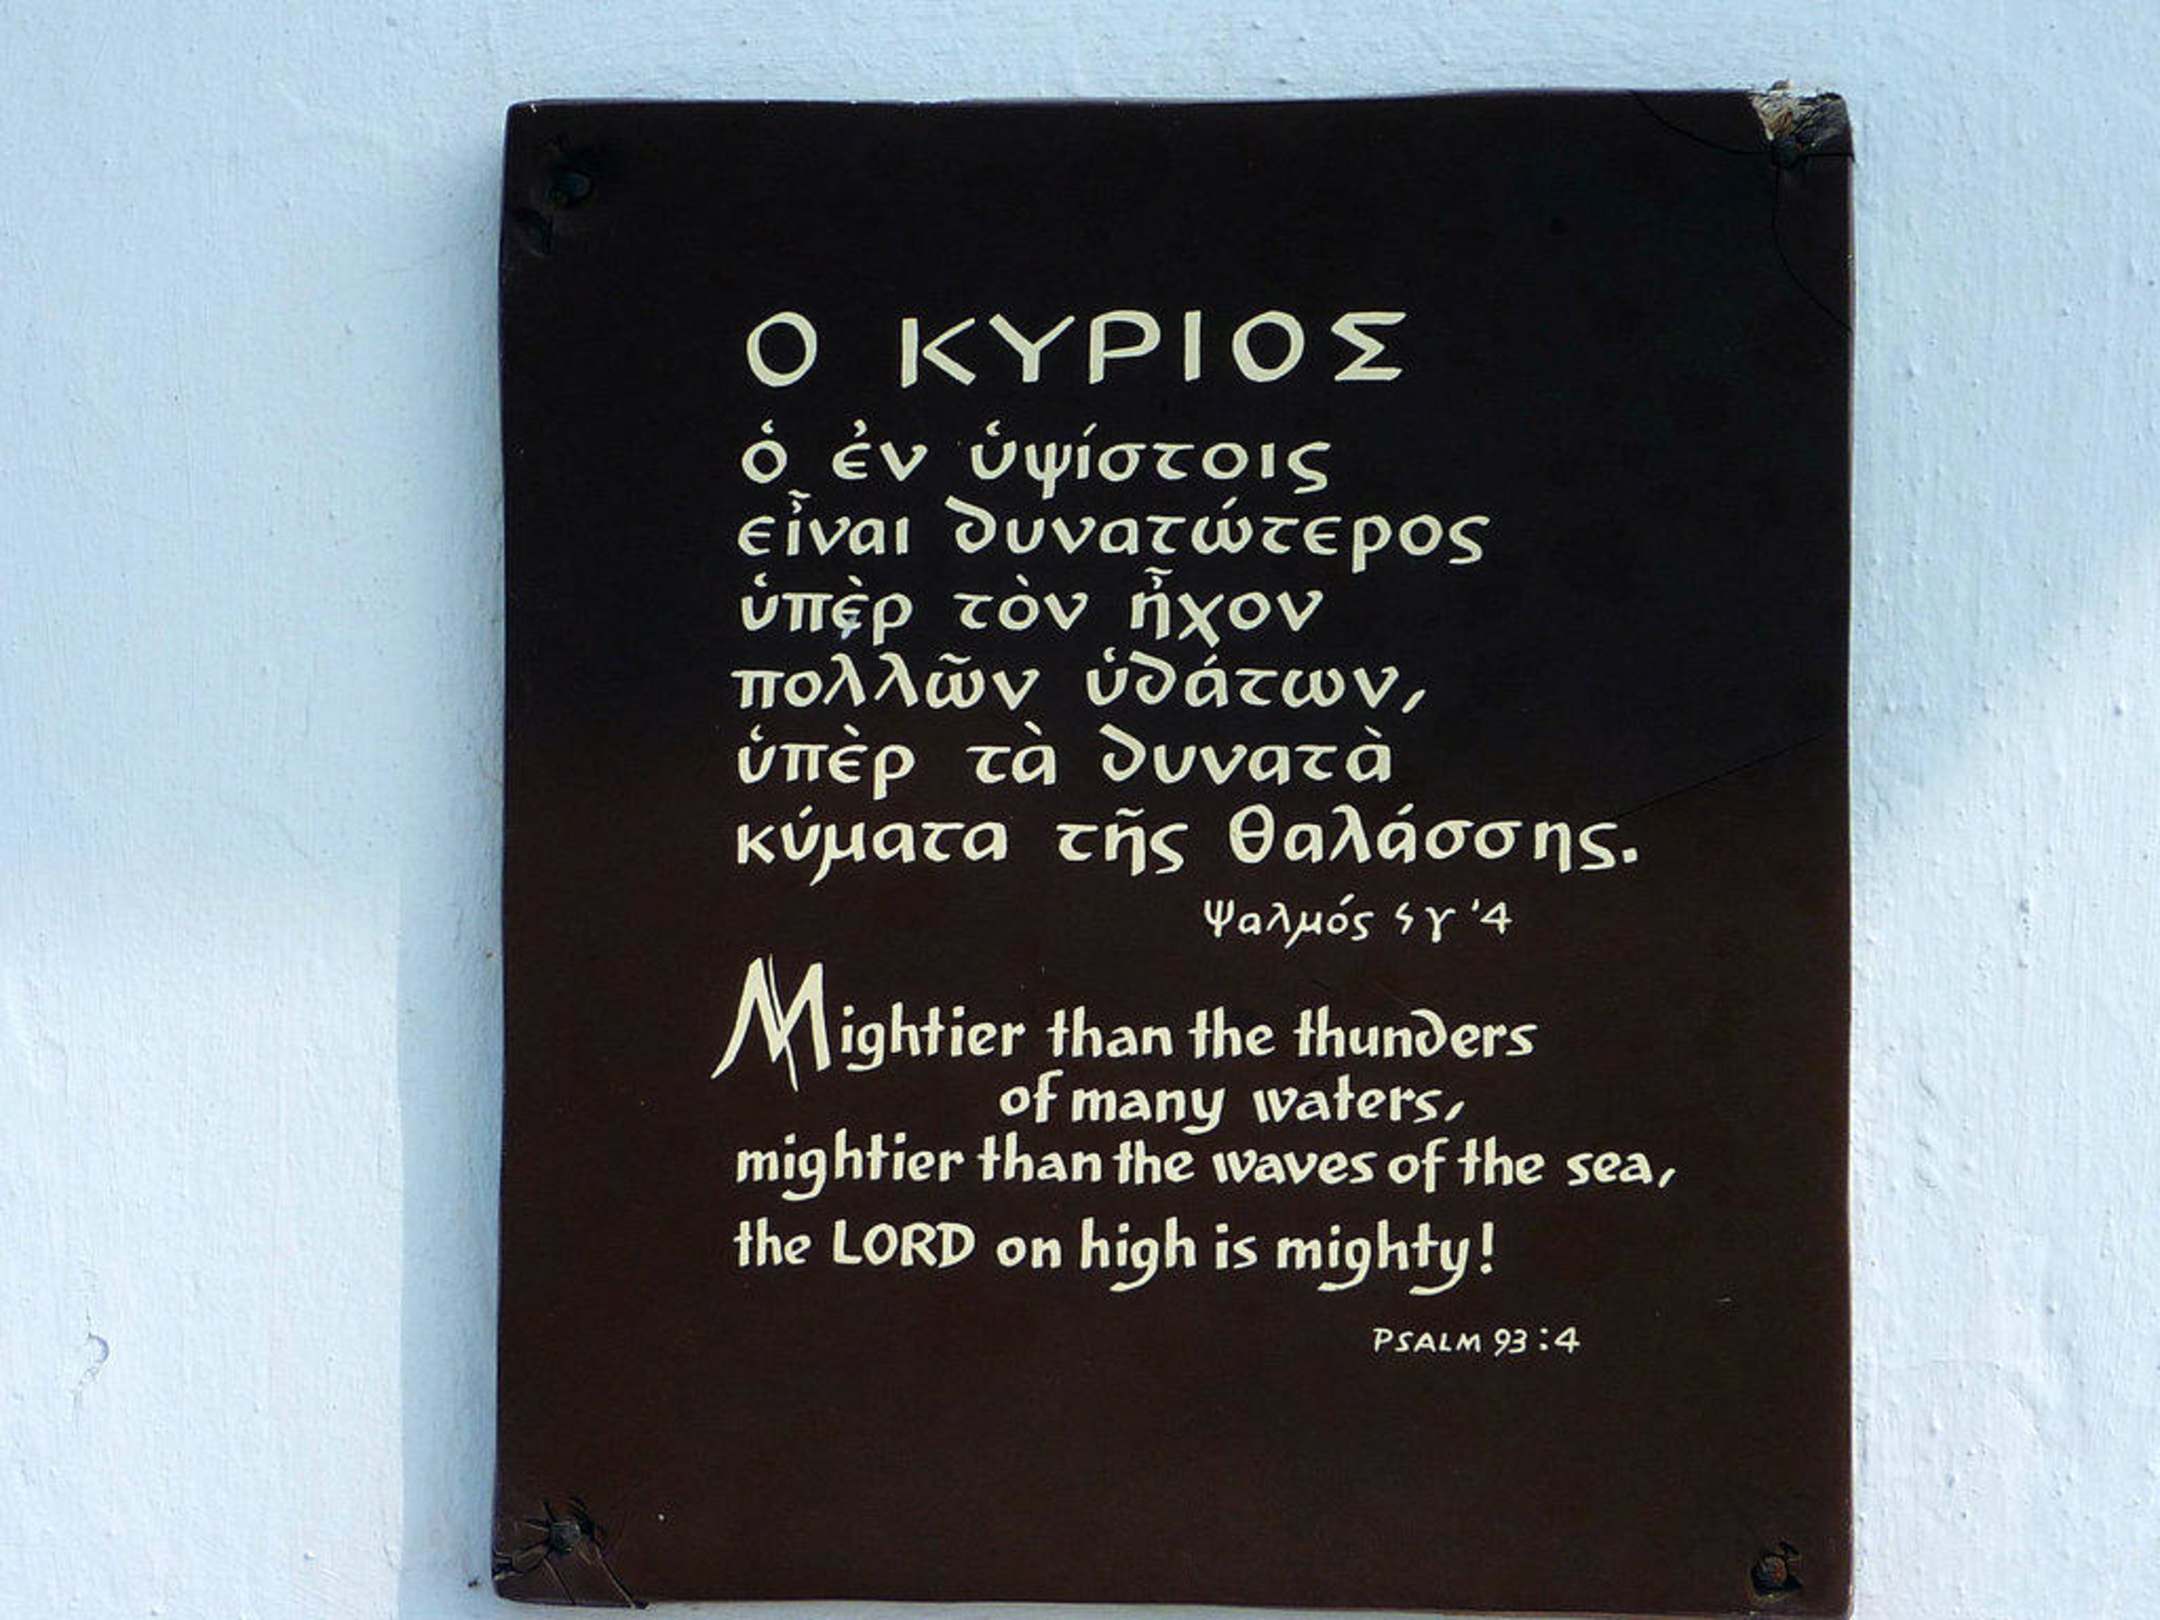 Ο ΚΥΡΙΟΣ
ὁ ἐν ὑψίστοις
εἶναι δυνατώτερος
ὑπὲρ τὸν ἦχον
πολλῶν ὑδάτων,
ὑπὲρ τὰ δυνατὰ
κύματα τῆς θαλάσσης.
Ψαλμός ϟγ '4
Mightier than the thunders
of many waters,
mightier than the waves of the sea,
the LORD on high is mighty!
PSALM 93:4